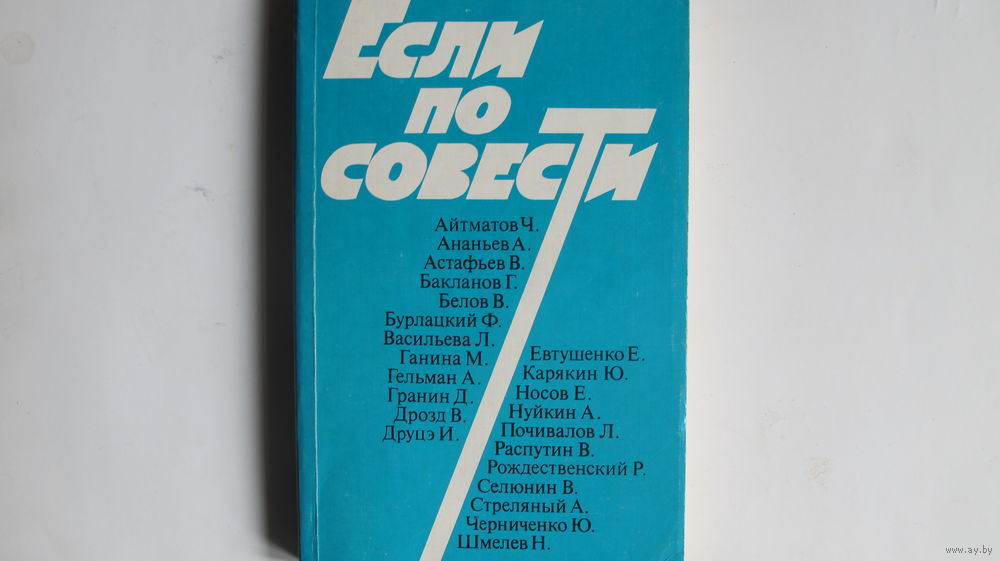 Если
по
совести
Айтматов Ч.
Ананьев А.
Астафьев В.
Бакланов Г.
Белов В.
Бурлацкий Ф.
Васильева Л.
Ганина М.
Гельман А.
Гранин Д.
Дрозд В.
Друцэ И.
Евтушенко Е.
Карякин Ю.
Носов Е.
Нуйкин А.
Почивалов Л.
Распутин В.
Рождественский Р.
Селюнин В.
Стреляный А.
Черниченко Ю.
Шмелев Н.
www.ay.by